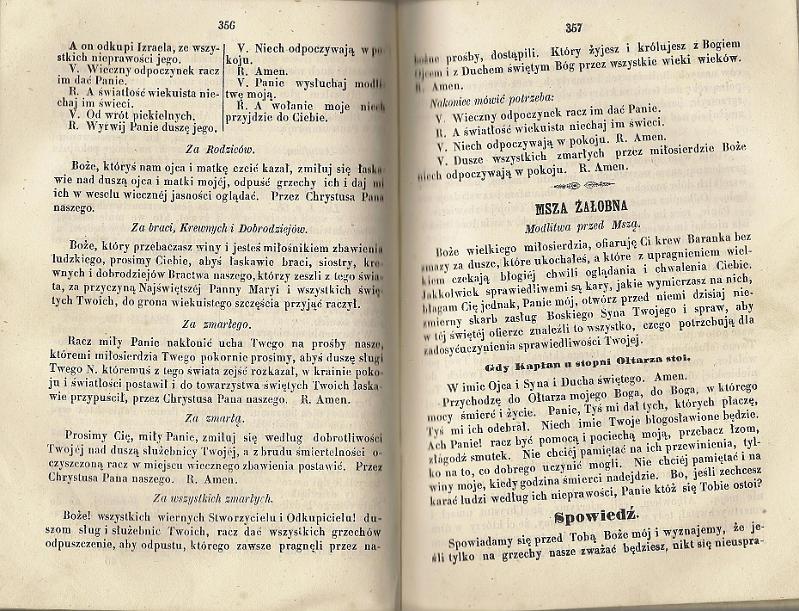 356
A on odkupi Izraela, ze wszy-
stkich nieprawości jego.
V. Wieczny odpoczynek racz
im dać Panie.
R. A światłość wiekuista nie-
chaj im świeci.
V. Od wrót piekielnych.
R. Wyrwij Panie duszę jego,
V. Niech odpoczywają w po
koju.
R. Amen.
V. Panie wysłuchaj modli
twę moją.
R. A wołanie moje niech
przyjdzie do Ciebie.
Za Rodziców.
Boże, któryś nam ojca i matkę czcić kazał, zmiłuj się łaska
wie nad duszą ojca i matki mojéj, odpuść grzechy ich i daj mi
ich w weselu wiecznéj jasności oglądać. Przez Chrystusa Pana
naszego.
Za braci, Krewnych i Dobrodziejów.
Boże, który przebaczasz winy i jesteś miłośnikiem zbawienia
ludzkiego, prosimy Ciebie, abyś łaskawie braci, siostry, kre
wnych i dobrodziejów Bractwa naszego, którzy zeszli z tego świa
ta, za przyczyną Najświętszéj Panny Maryi i wszystkich świę
tych Twoich, do grona wiekuistego szczęścia przyjąć raczył.
Za zmarłego.
Racz miły Panie nakłonić ucha Twego na prośby nasze,
któremi miłosierdzia Twego pokornie prosimy, abyś duszę sługi
Twego N. któremuś z tego świata zejść rozkazał, w krainie poko-
ju i światłości postawił i do towarzystwa świętych Twoich łaska-
wie przypuścił, przez Chrystusa Pana naszego. R. Amen.
Za zmarłą.
Prosimy Cię, miły Panie, zmiłuj się według dobrotliwości
Twojéj nad duszą służebnicy Twojéj, a z brudu śmiertelności o-
czyszczoną racz w miejscu wiecznego zbawienia postawić. Przez
Chrystusa Pana naszego. R. Amen.
Za wszystkich zmarłych.
Boże! wszystkich wiernych Stworzycielu i Odkupicielu! du-
szom sług i służebnic Twoich, racz dać wszyśtkich grzechów
odpuszczenie, aby odpustu, którego zawsze pragnęli przez na-
357
prośby, dostąpili. Który żyjesz i królujesz z Bogiem
Ojcem i z Duchem świętym Bóg przez wszystkie wieki wieków.
R. Amen.
Nakoniec mówić potrzeba:
V. Wieczny odpoczynek racz im dać Panie.
R. A światłość wiekuista niechaj im świeci.
V. Niech odpoczywają w pokoju. R. Amen.
V. Dusze wszystkich zmarłych przez miłosierdzie Boże
niech odpoczywają w pokoju. R. Amen.
MSZA ŻAŁOBNA
Modlitwa przed Mszą.
Boże wielkiego miłosierdzia, ofiaruję Ci krew Baranka bez
zmazy za dusze, które ukochałeś, a które z upragnieniem wiel-
kiem czekają błogiéj chwili oglądania i chwalenia Ciebie.
Jakkolwiek sprawiedliwemi są kary, jakie wymierzasz na nich,
błagam Cię jednak, Panie mój, otwórz przed niemi dzisiaj nie-
zmierny skarb zasług Boskiego Syna Twojego i spraw, aby
w téj świętéj ofierze znaleźli to wszystko, czego potrzebują dla
zadosyćuczynienia sprawiedliwości Twojéj.
Gdy Kapłan u stopni Ołtarza stoi.
W imie Ojca i Syna i Ducha świętego. Amen.
Przychodzę do Ołtarza mojego Boga, do Boga, w którego
mocy śmierć i życie. Panie, Tyś mi dał tych, których płaczę,
Tyś mi ich odebrał. Niech imie Twoje błogosławione będzie.
Ach Panie! racz być pomocą i pociechą moją, przebacz łzom,
złagodź smutek. Nie chciéj pamiętać na ich przewinienia, tyl-
ko na to, co dobrego uczynić mogli. Nie chciéj pamiętać i na
winy moje, kiedy godzina śmierci nadejdzie. Bo, jeśli zechcesz
karać ludzi według ich nieprawości, Panie któż się Tobie ostoi?
Spowiedź.
Spowiadamy się przed Tobą Boże mój i wyznajemy, że je-
śli tylko na grzechy nasze zważać będziesz, nikt się nieuspra-